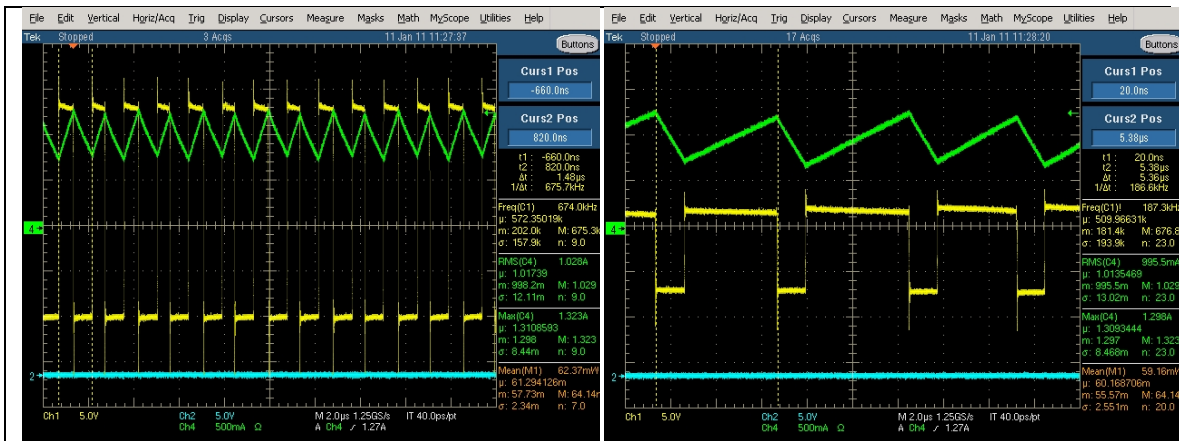 File Edit Vertical Horiz/Acq Trig Display Cursors Measure Masks Math MyScope Utilities Help
Tek Stopped 3 Acqs 11 Jan 11 11:27:37
Buttons
Curs1 Pos
-660.0ns
Curs2 Pos
820.0ns
t1: -660.0ns
t2: 820.0ns
Δt: 1.48µs
1/Δt: 675.7kHz
Freq(C1) 674.0kHz
µ: 572.35019k
m: 202.0k M: 675.3k
σ: 157.9k n: 9.0
4
RMS(C4) 1.028A
µ: 1.01739
m: 998.2m M: 1.029
σ: 12.11m n: 9.0
Max(C4) 1.323A
µ: 1.3108593
m: 1.298 M: 1.323
σ: 8.44m n: 9.0
Mean(M1) 62.37mW
µ: 61.294126m
m: 57.73m M: 64.14m
σ: 2.34m n: 7.0
2
Ch1 5.0V Ch2 5.0V M 2.0µs 1.25GS/s IT 40.0ps/pt
Ch4 500mA Ω A Ch4 ∫ 1.27A
File Edit Vertical Horiz/Acq Trig Display Cursors Measure Masks Math MyScope Utilities Help
Tek Stopped 17 Acqs 11 Jan 11 11:28:20
Buttons
Curs1 Pos
20.0ns
Curs2 Pos
5.38µs
t1: 20.0ns
t2: 5.38µs
Δt: 5.36µs
1/Δt: 186.6kHz
Freq(C1)! 187.3kHz
µ: 509.96631k
m: 181.4k M: 676.8
σ: 193.9k n: 23.0
4
RMS(C4) 995.5mA
µ: 1.0135469
m: 995.5m M: 1.029
σ: 13.02m n: 23.0
Max(C4) 1.298A
µ: 1.3093444
m: 1.297 M: 1.323
σ: 8.468m n: 23.0
Mean(M1) 59.16mW
µ: 60.168706m
m: 55.57m M: 64.14
σ: 2.551m n: 20.0
2
Ch1 5.0V Ch2 5.0V M 2.0µs 1.25GS/s IT 40.0ps/pt
Ch4 500mA Ω A Ch4 ∫ 1.27A